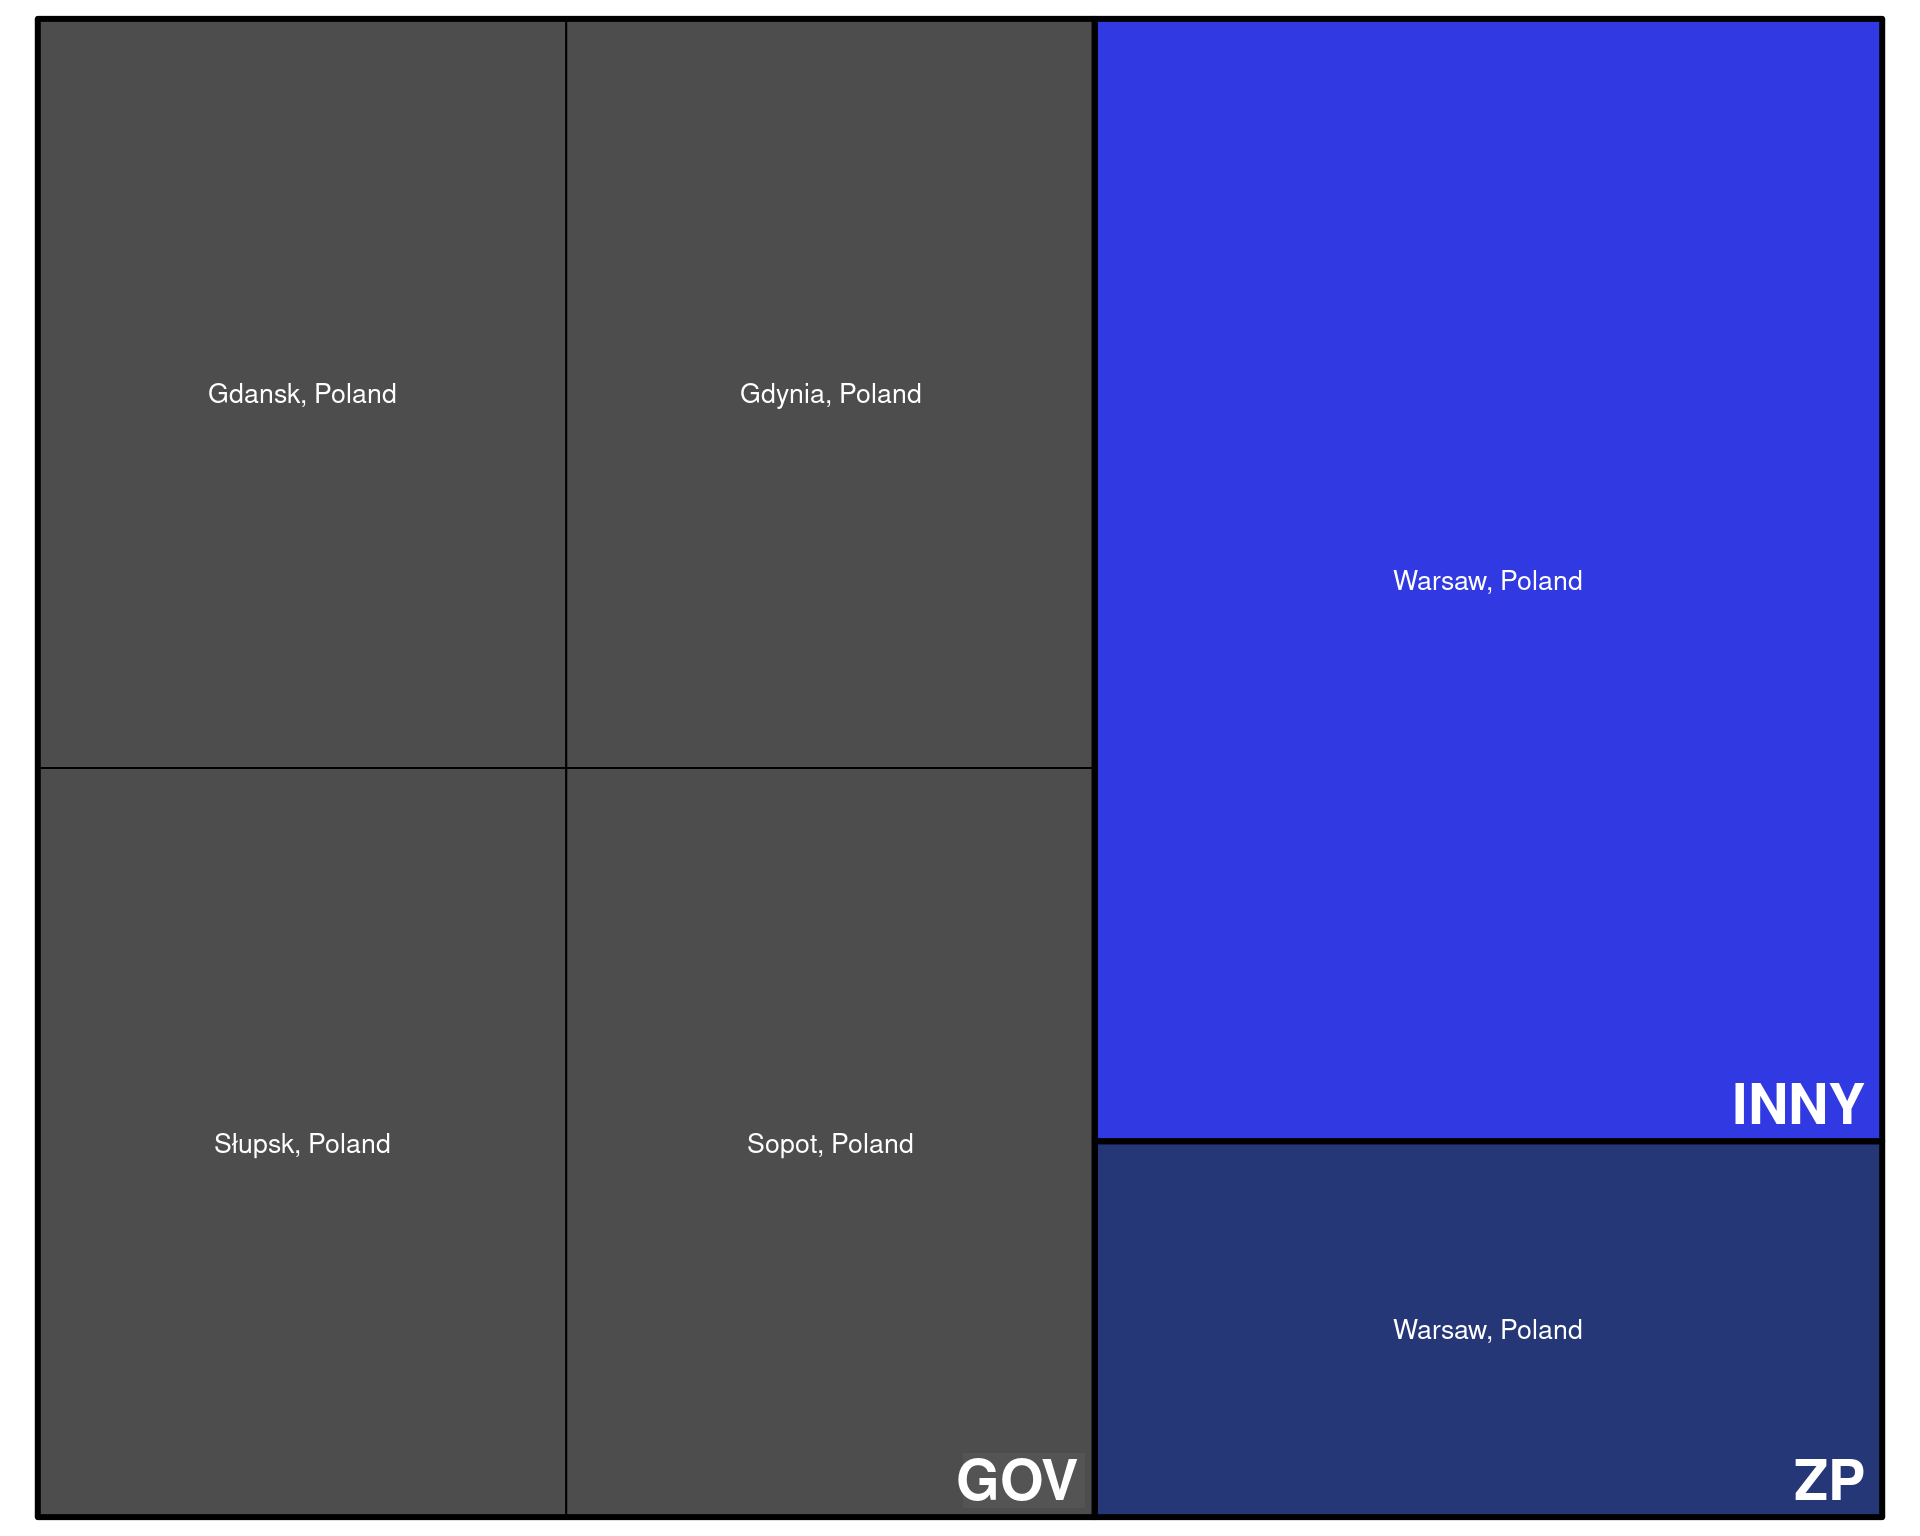 Gdansk, Poland
Gdynia, Poland
Słupsk, Poland
Sopot, Poland
GOV
Warsaw, Poland
INNY
Warsaw, Poland
ZP